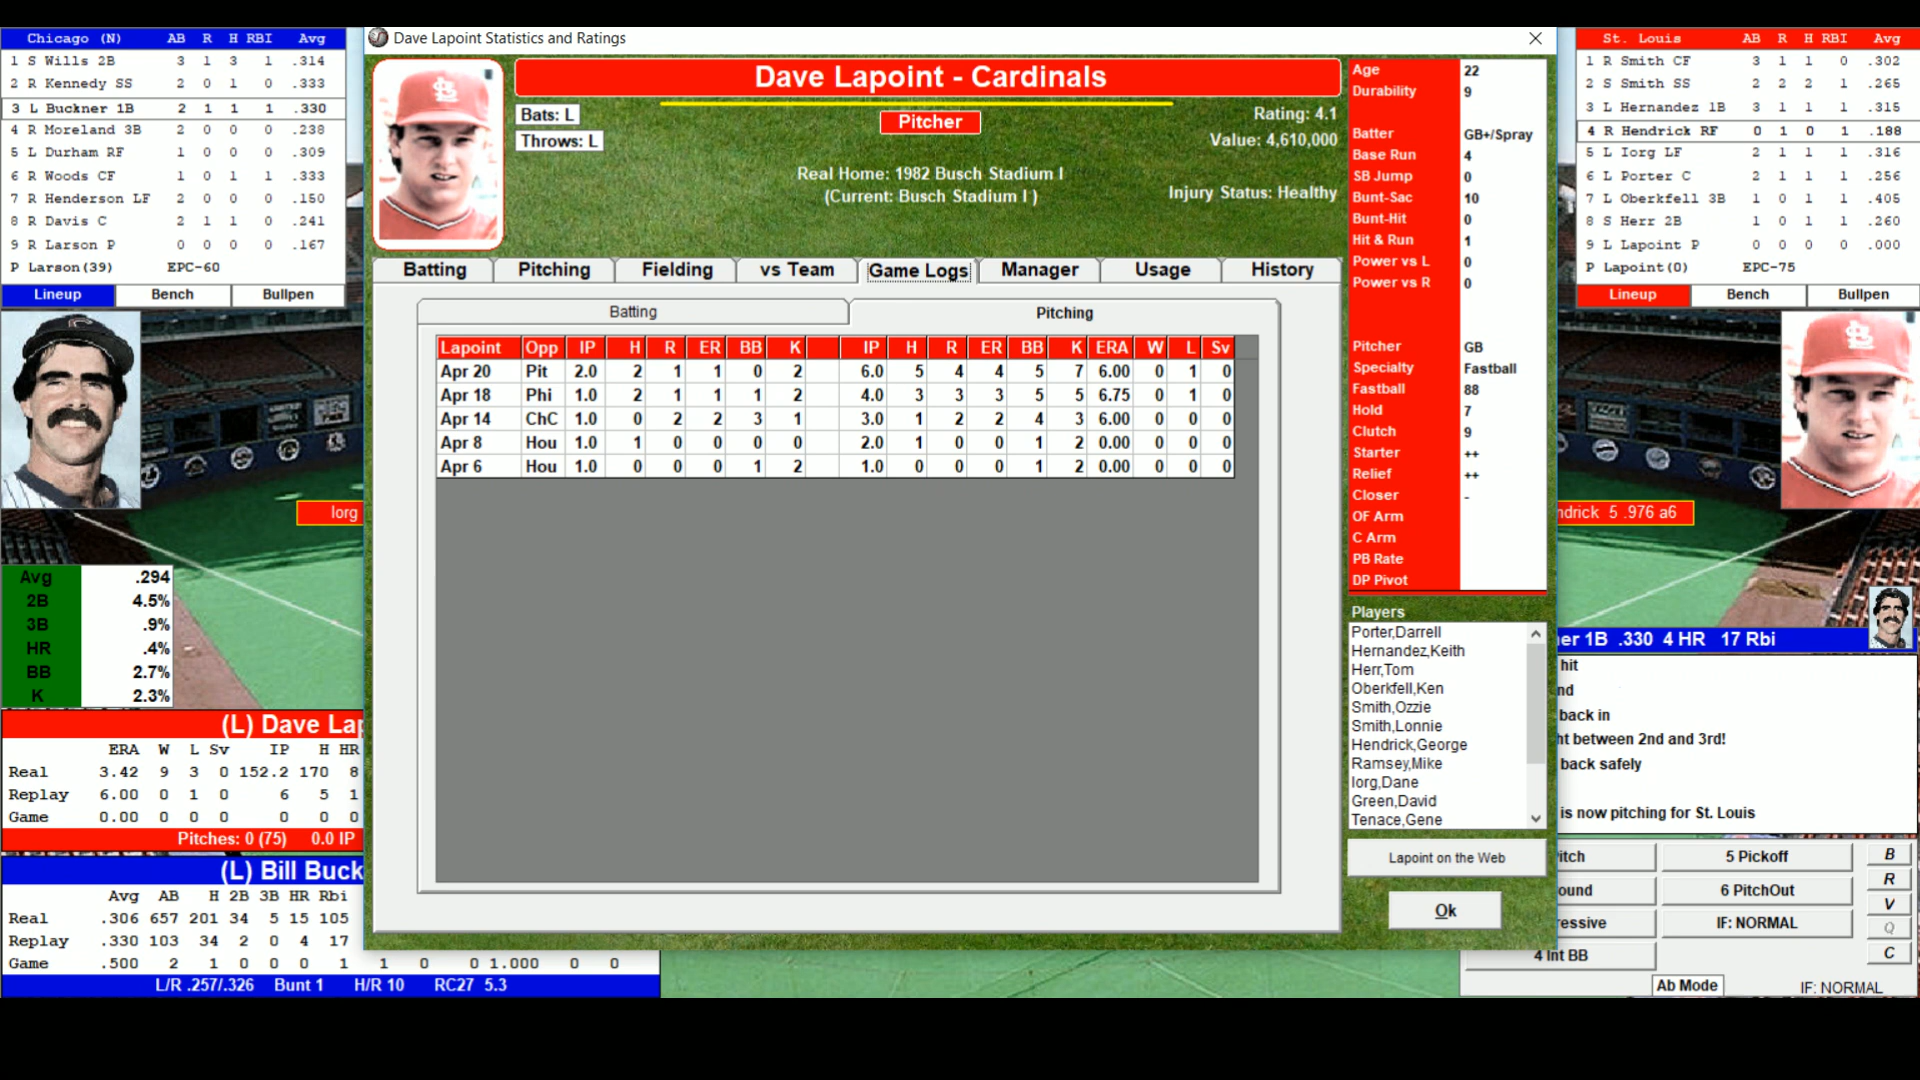 Chicago (N) AB R H RBI Avg
1 S Wills 2B 3 1 3 1 .314
2 R Kennedy SS 2 0 1 0 .333
3 L Buckner 1B 2 1 1 1 .330
4 R Moreland 3B 2 0 0 0 .238
5 L Durham RF 1 0 0 0 .309
6 R Woods CF 1 0 1 1 .333
7 R Henderson LF 2 0 0 0 .150
8 R Davis C 2 1 1 0 .241
9 R Larson P 0 0 0 0 .167
P Larson(39) EPC-60
Lineup Bench Bullpen
Dave Lapoint Statistics and Ratings
Dave Lapoint - Cardinals
Bats: L
Throws: L
Pitcher
Rating: 4.1
Value: 4,610,000
Real Home: 1982 Busch Stadium I
(Current: Busch Stadium I )
Injury Status: Healthy
Batting Pitching Fielding vs Team Game Logs Manager Usage History
Batting Pitching
Lapoint Opp IP H R ER BB K IP H R ER BB K ERA W L Sv
Apr 20 Pit 2.0 2 1 1 0 2 6.0 5 4 4 5 7 6.00 0 1 0
Apr 18 Phi 1.0 2 1 1 1 2 4.0 3 3 3 5 5 6.75 0 1 0
Apr 14 ChC 1.0 0 2 2 3 1 3.0 1 2 2 4 3 6.00 0 0 0
Apr 8 Hou 1.0 1 0 0 0 0 2.0 1 0 0 1 2 0.00 0 0 0
Apr 6 Hou 1.0 0 0 0 1 2 1.0 0 0 0 1 2 0.00 0 0 0
Age 22
Durability 9
Batter GB+/Spray
Base Run 4
SB Jump 0
Bunt-Sac 10
Bunt-Hit 0
Hit & Run 1
Power vs L 0
Power vs R 0
Pitcher GB
Specialty Fastball
Fastball 88
Hold 7
Clutch 9
Starter ++
Relief ++
Closer -
OF Arm
C Arm
PB Rate
DP Pivot
Players
Porter,Darrell
Hernandez,Keith
Herr,Tom
Oberkfell,Ken
Smith,Ozzie
Smith,Lonnie
Hendrick,George
Ramsey,Mike
Iorg,Dane
Green,David
Tenace,Gene
Lapoint on the Web
Ok
St. Louis AB R H RBI Avg
1 R Smith CF 3 1 1 0 .302
2 S Smith SS 2 2 2 1 .265
3 L Hernandez 1B 3 1 1 1 .315
4 R Hendrick RF 0 1 0 1 .188
5 L Iorg LF 2 1 1 1 .316
6 L Porter C 2 1 1 1 .256
7 L Oberkfell 3B 1 0 1 1 .405
8 S Herr 2B 1 0 1 1 .260
9 L Lapoint P 0 0 0 0 .000
P Lapoint(0) EPC-75
Lineup Bench Bullpen
Iorg
ndrick 5 .976 a6
Avg .294
2B 4.5%
3B .9%
HR .4%
BB 2.7%
K 2.3%
(L) Dave Lap
ERA W L Sv IP H HR
Real 3.42 9 3 0 152.2 170 8
Replay 6.00 0 1 0 6 5 1
Game 0.00 0 0 0 0 0 0
Pitches: 0 (75) 0.0 IP
(L) Bill Buck
Avg AB H 2B 3B HR Rbi
Real .306 657 201 34 5 15 105
Replay .330 103 34 2 0 4 17
Game .500 2 1 0 0 0 1 1 0 0 1.000 0 0
L/R .257/.326 Bunt 1 H/R 10 RC27 5.3
er 1B .330 4 HR 17 Rbi
hit
nd
back in
ht between 2nd and 3rd!
back safely
is now pitching for St. Louis
itch 5 Pickoff B
ound 6 PitchOut R
ressive IF: NORMAL V
Q
4 Int BB C
Ab Mode IF: NORMAL